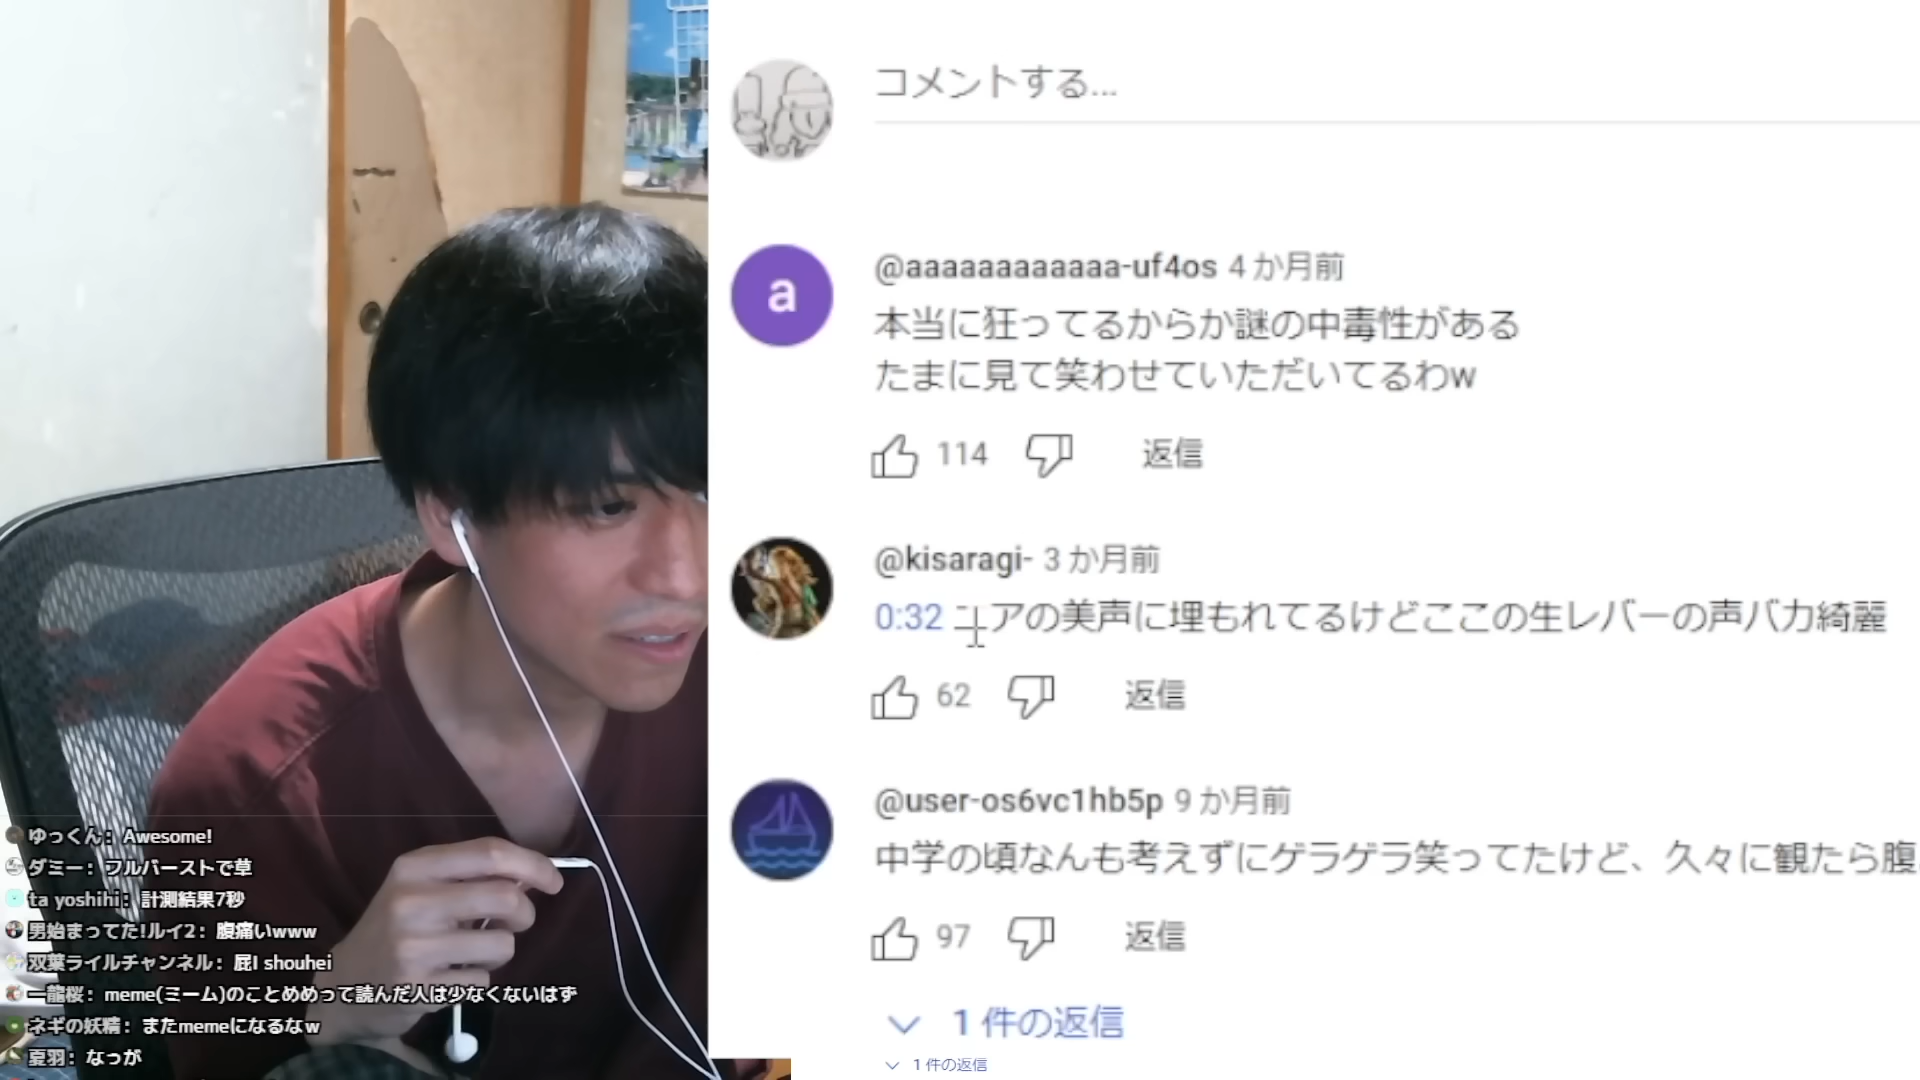 コメントする...
a
@aaaaaaaaaaaa-uf4os 4 か月前
本当に狂ってるからか謎の中毒性がある
たまに見て笑わせていただいてるわw
114 返信
@kisaragi- 3 か月前
0:32 ニアの美声に埋もれてるけどここの生レバーの声バカ綺麗
62 返信
@user-os6vc1hb5p 9 か月前
中学の頃なんも考えずにゲラゲラ笑ってたけど、久々に観たら腹
97 返信
1 件の返信
1 件の返信
ゆっくん: Awesome!
ダミー: フルバーストで草
ta yoshihi: 計測結果7秒
男始まってた!ルイ2: 腹痛いwww
双葉ライルチャンネル: 屁I shouhei
一龍桜: meme(ミーム)のことめめって読んだ人は少なくないはず
ネギの妖精: またmemeになるなw
夏羽: なっが